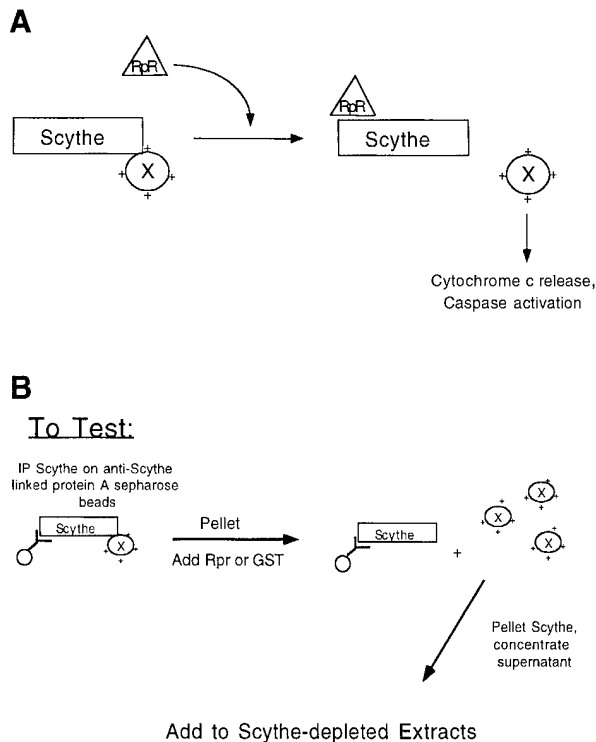 A
RpR
Scythe
X
RpR
Scythe
X
Cytochrome c release,
Caspase activation
B
To Test:
IP Scythe on anti-Scythe
linked protein A sepharose
beads
Scythe
X
Pellet
Add Rpr or GST
Scythe
+
X
X
X
Pellet Scythe,
concentrate
supernatant
Add to Scythe-depleted Extracts